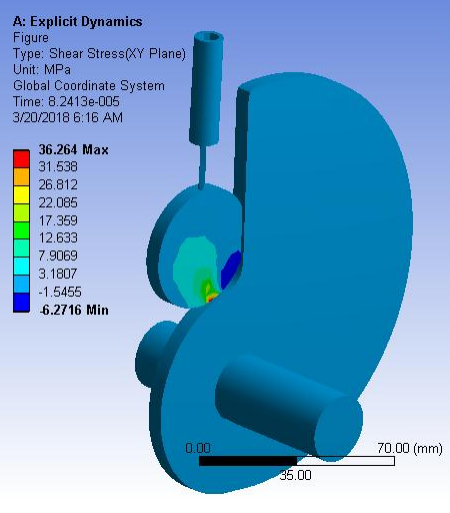 A: Explicit Dynamics
Figure
Type: Shear Stress(XY Plane)
Unit: MPa
Global Coordinate System
Time: 8.2413e-005
3/20/2018 6:16 AM
36.264 Max
31.538
26.812
22.085
17.359
12.633
7.9069
3.1807
-1.5455
-6.2716 Min
0.00 70.00 (mm)
35.00